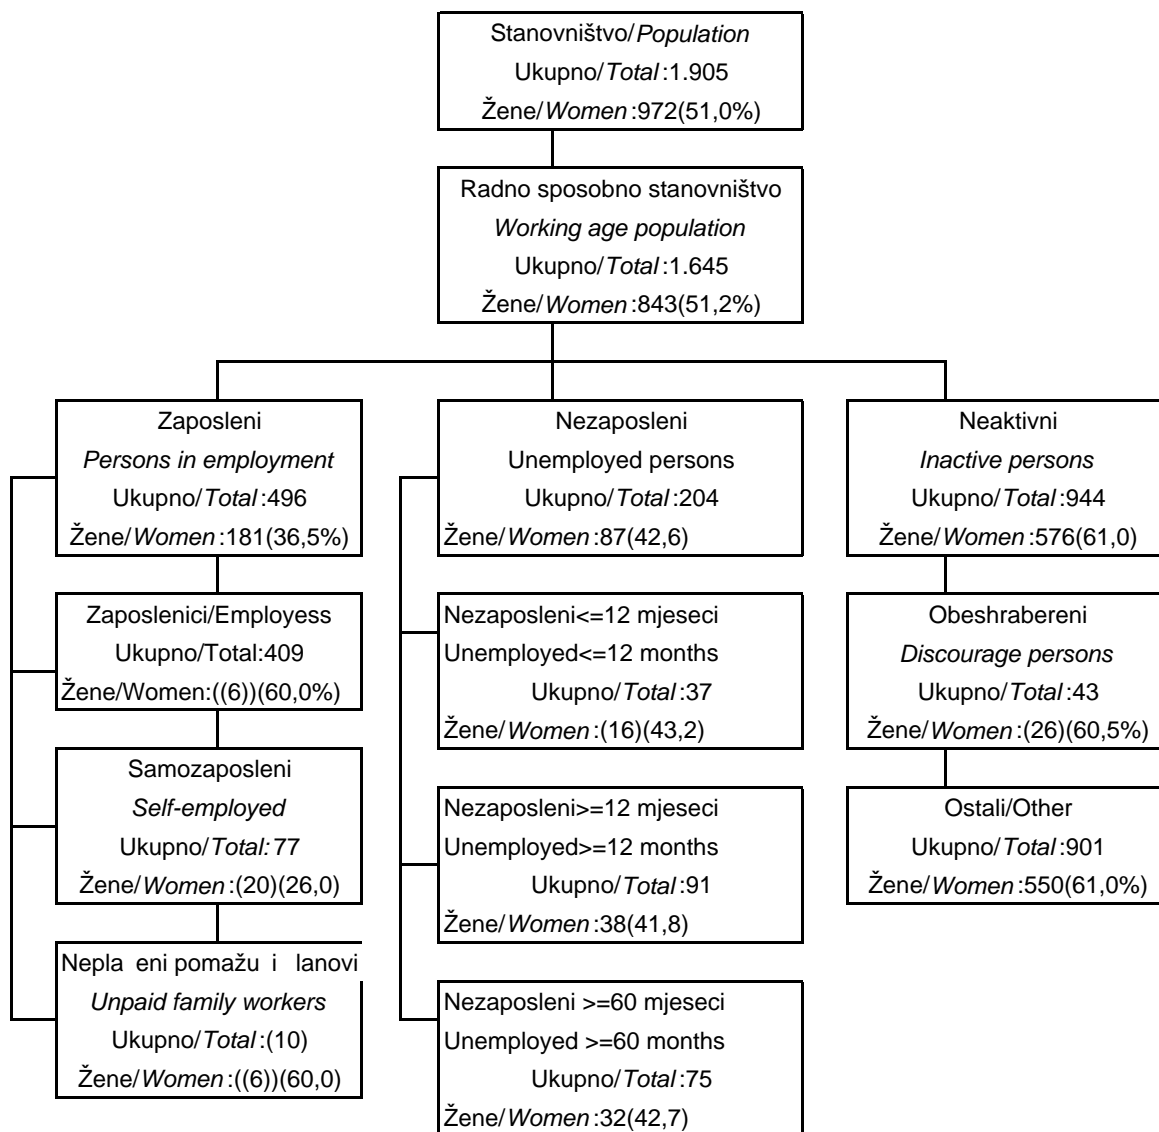 Stanovništvo/Population
Ukupno/Total:1.905
Žene/Women:972(51,0%)
Radno sposobno stanovništvo
Working age population
Ukupno/Total:1.645
Žene/Women:843(51,2%)
Zaposleni
Persons in employment
Ukupno/Total:496
Žene/Women:181(36,5%)
Zaposlenici/Employess
Ukupno/Total:409
Žene/Women:((6))(60,0%)
Samozaposleni
Self-employed
Ukupno/Total:77
Žene/Women:(20)(26,0)
Nepla eni pomažu i lanovi
Unpaid family workers
Ukupno/Total:(10)
Žene/Women:((6))(60,0)
Nezaposleni
Unemployed persons
Ukupno/Total:204
Žene/Women:87(42,6)
Nezaposleni<=12 mjeseci
Unemployed<=12 months
Ukupno/Total:37
Žene/Women:(16)(43,2)
Nezaposleni>=12 mjeseci
Unemployed>=12 months
Ukupno/Total:91
Žene/Women:38(41,8)
Nezaposleni >=60 mjeseci
Unemployed >=60 months
Ukupno/Total:75
Žene/Women:32(42,7)
Neaktivni
Inactive persons
Ukupno/Total:944
Žene/Women:576(61,0)
Obeshrabereni
Discourage persons
Ukupno/Total:43
Žene/Women:(26)(60,5%)
Ostali/Other
Ukupno/Total:901
Žene/Women:550(61,0%)